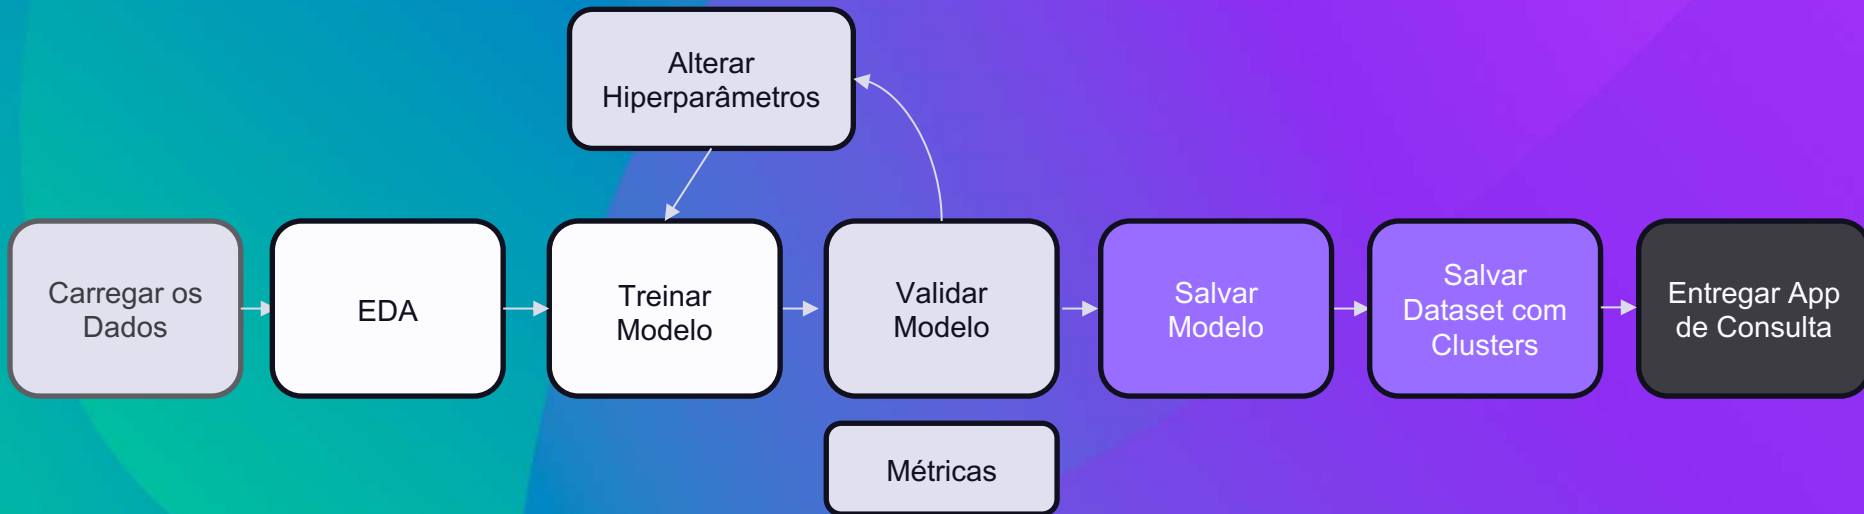 Alterar
Hiperparâmetros
Carregar os
Dados
EDA
Treinar
Modelo
Validar
Modelo
Salvar
Modelo
Salvar
Dataset com
Clusters
Entregar App
de Consulta
Métricas